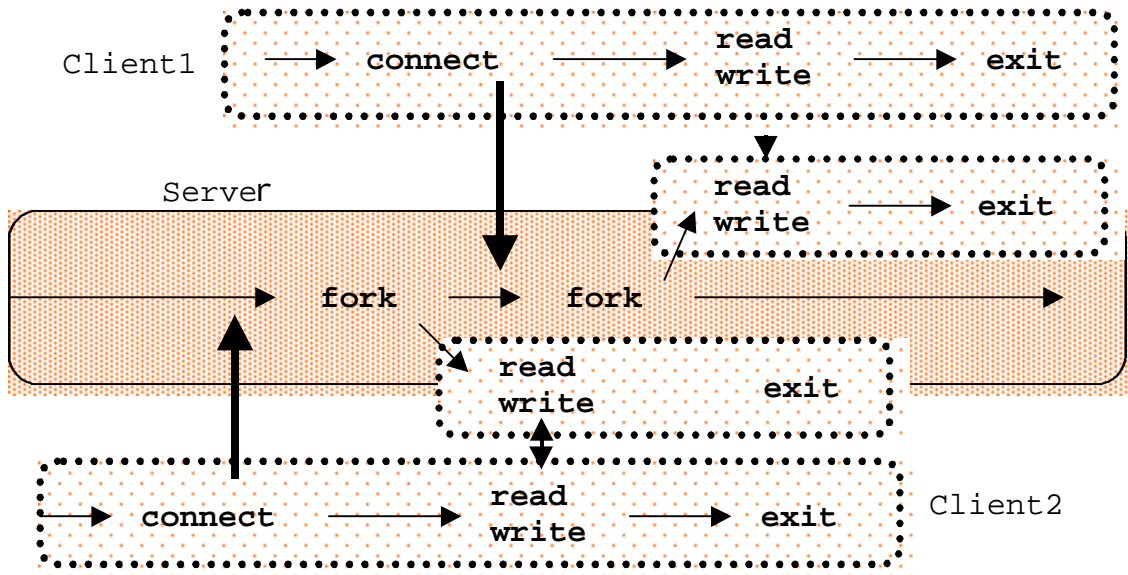 Client1
connect
read
write
exit
read
write
exit
Server
fork
fork
read
write
exit
connect
read
write
exit
Client2